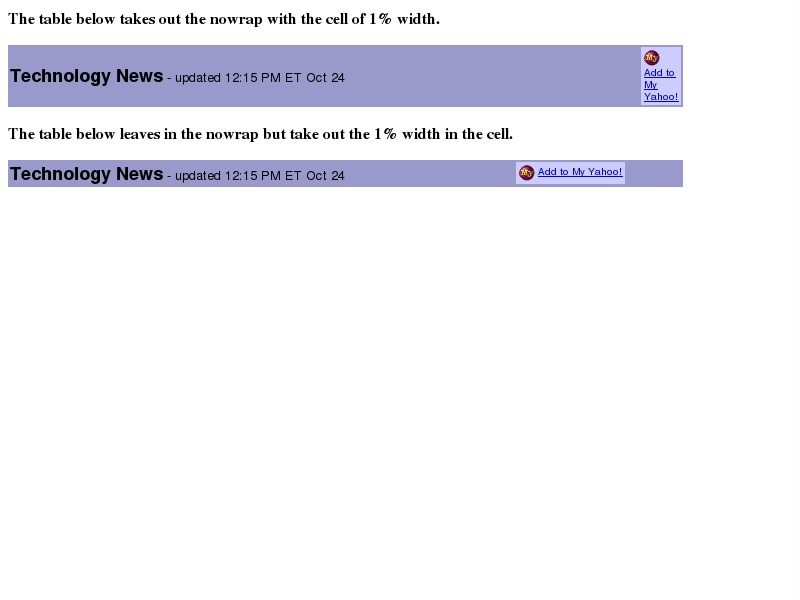 The table below takes out the nowrap with the cell of 1% width.
Technology News - updated 12:15 PM ET Oct 24
My
Add to
My
Yahoo!
The table below leaves in the nowrap but take out the 1% width in the cell.
Technology News - updated 12:15 PM ET Oct 24 My Add to My Yahoo!